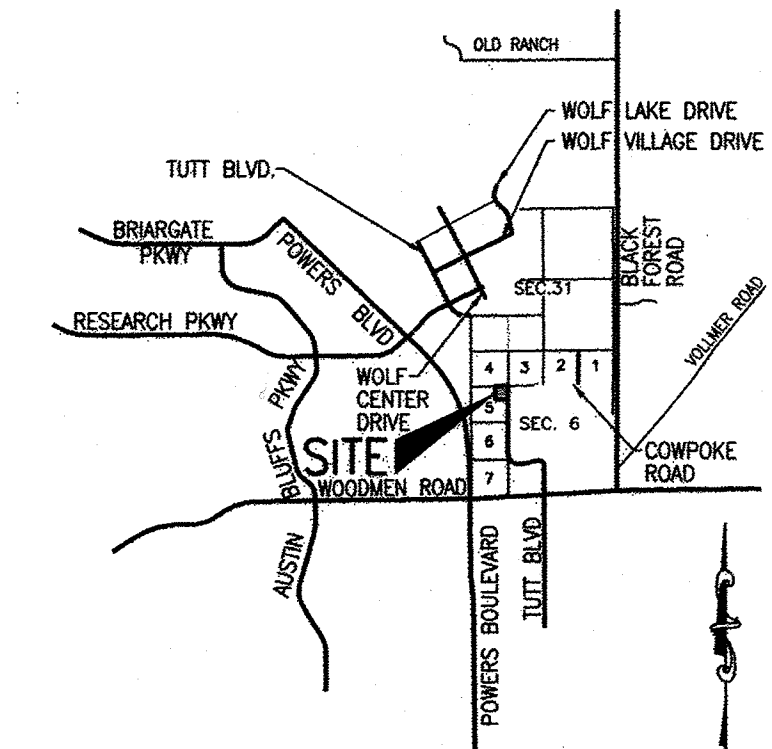 OLD RANCH
WOLF LAKE DRIVE
WOLF VILLAGE DRIVE
TUTT BLVD.
BRIARGATE
PKWY
POWERS BLVD
BLACK
FOREST
ROAD
SEC.31
RESEARCH PKWY
VOLLMER ROAD
4 3 2 1
WOLF
CENTER
DRIVE
5
SEC. 6
6
SITE
COWPOKE
ROAD
7
WOODMEN ROAD
AUSTIN BLUFFS PKWY
TUTT BLVD
POWERS BOULEVARD